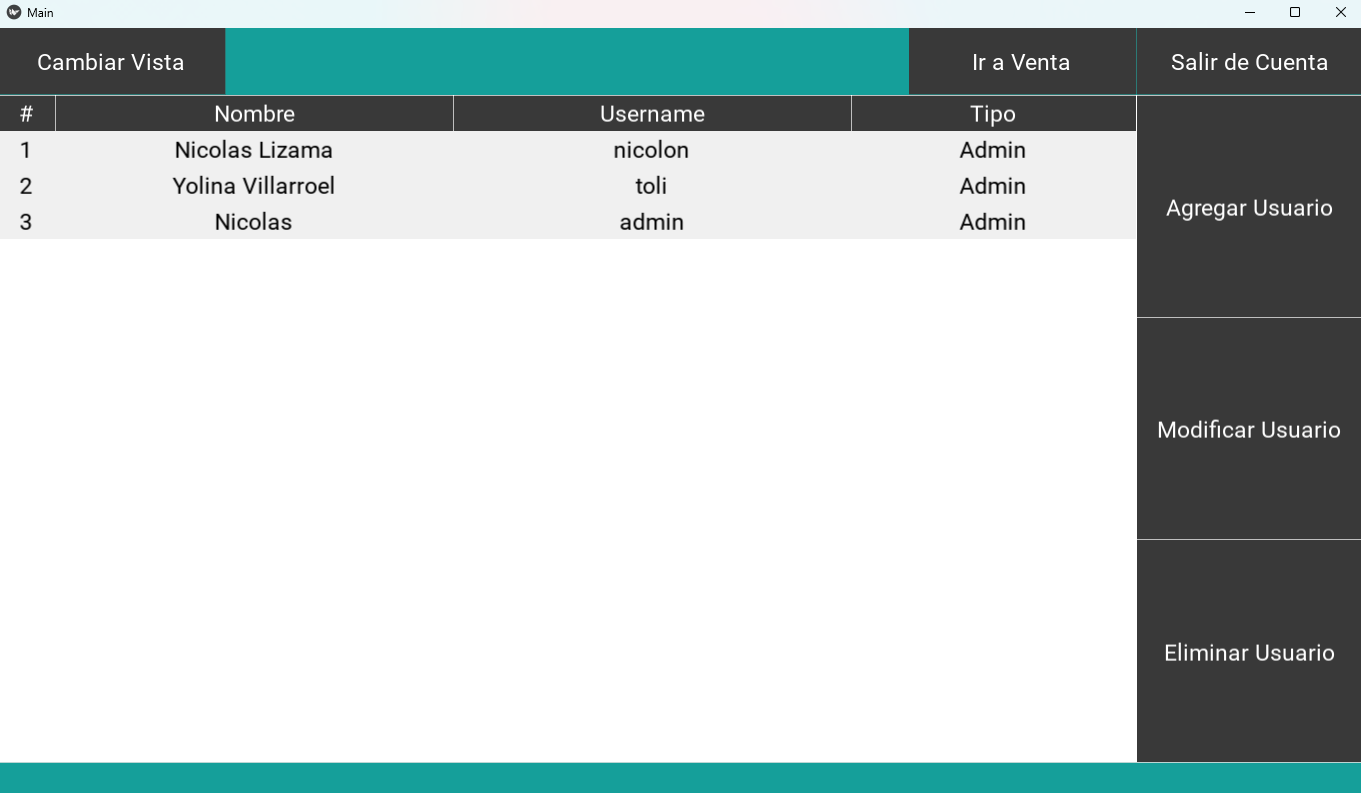 Main
Cambiar Vista Ir a Venta Salir de Cuenta
# Nombre Username Tipo
1 Nicolas Lizama nicolon Admin
2 Yolina Villarroel toli Admin
3 Nicolas admin Admin
Agregar Usuario
Modificar Usuario
Eliminar Usuario